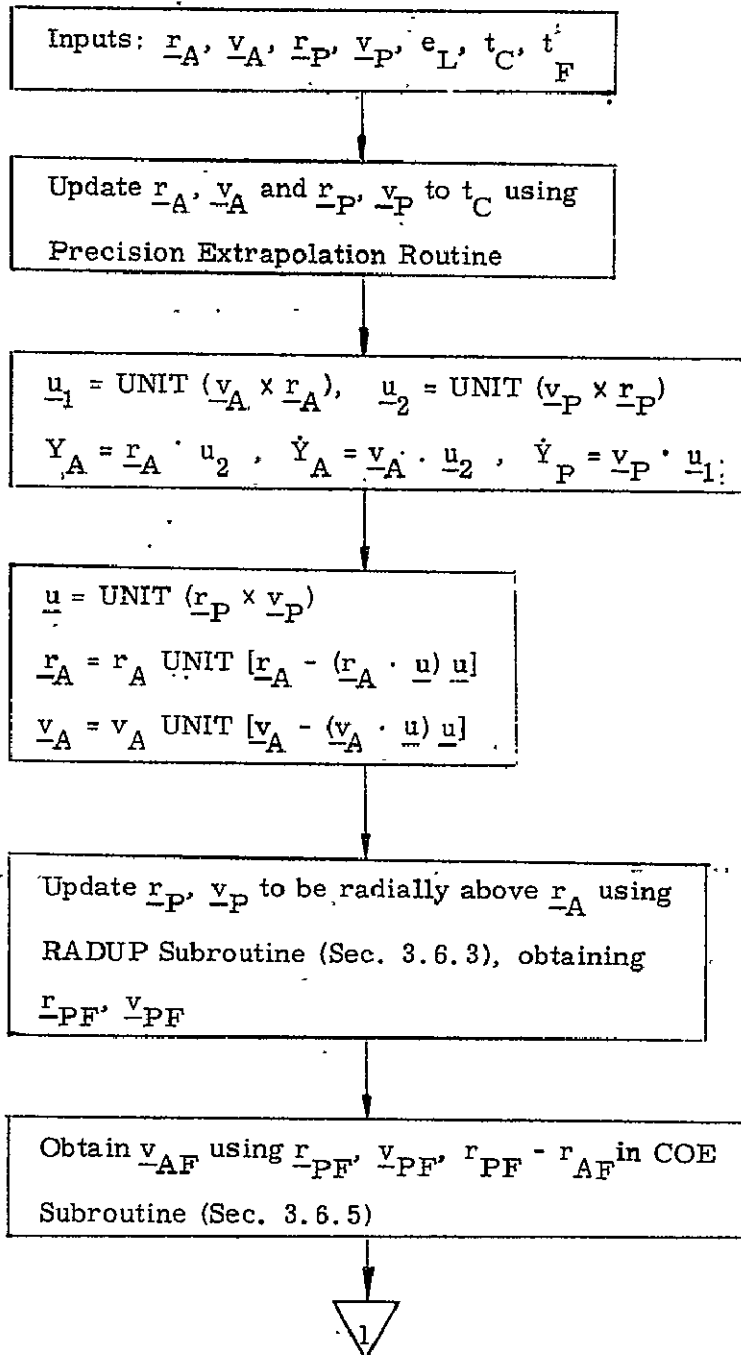 Inputs: r_A, v_A, r_P, v_P, e_L, t_C, t_F
Update r_A, v_A and r_P, v_P to t_C using
Precision Extrapolation Routine
u_1 = UNIT (v_A × r_A), u_2 = UNIT (v_P × r_P)
Y_A = r_A · u_2 , Ẏ_A = v_A · u_2 , Ẏ_P = v_P · u_1
u = UNIT (r_P × v_P)
r_A = r_A UNIT [r_A - (r_A · u) u]
v_A = v_A UNIT [v_A - (v_A · u) u]
Update r_P, v_P to be radially above r_A using
RADUP Subroutine (Sec. 3.6.3), obtaining
r_PF, v_PF
Obtain v_AF using r_PF, v_PF, r_PF - r_AF in COE
Subroutine (Sec. 3.6.5)
1